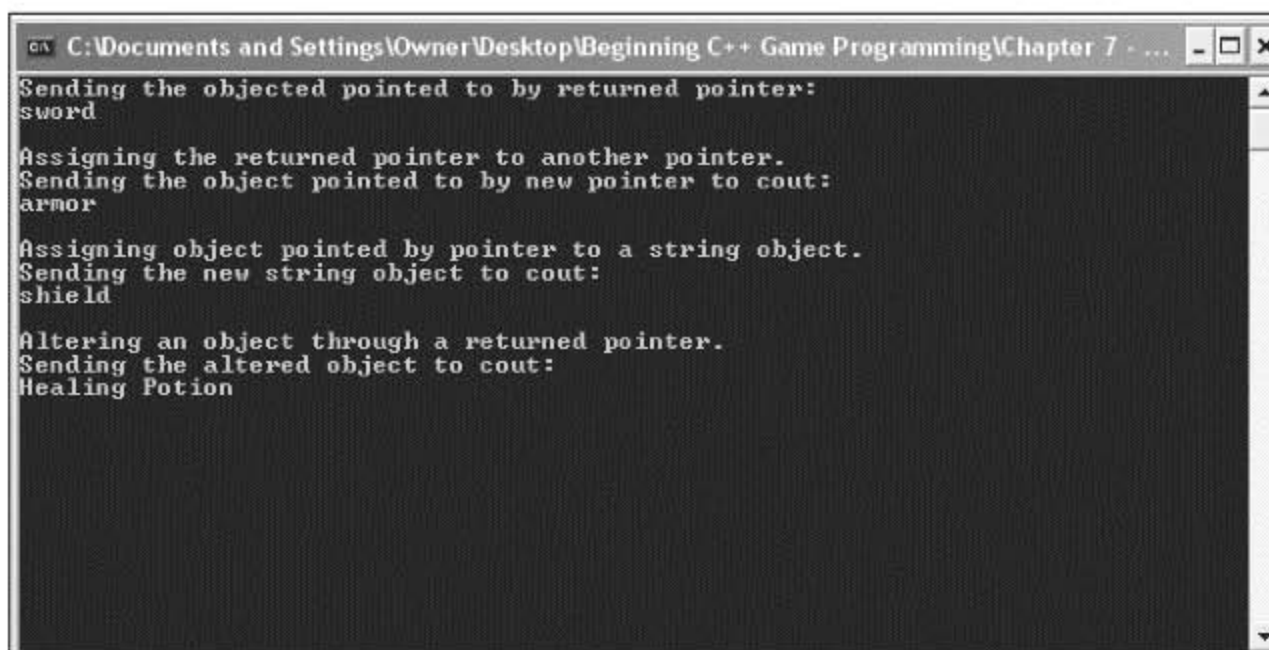 C:\Documents and Settings\Owner\Desktop\Beginning C++ Game Programming\Chapter 7 - ...
Sending the objected pointed to by returned pointer:
sword
Assigning the returned pointer to another pointer.
Sending the object pointed to by new pointer to cout:
armor
Assigning object pointed by pointer to a string object.
Sending the new string object to cout:
shield
Altering an object through a returned pointer.
Sending the altered object to cout:
Healing Potion